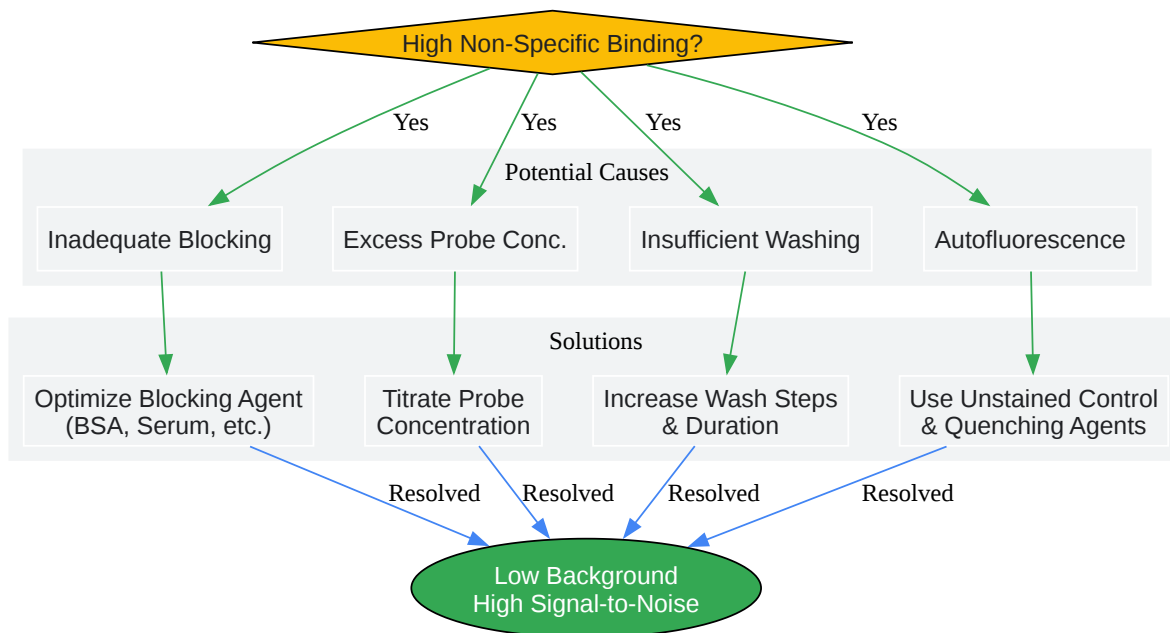 High Non-Specific Binding?
Yes
Yes
Yes
Yes
Potential Causes
Inadequate Blocking
Excess Probe Conc.
Insufficient Washing
Autofluorescence
Solutions
Optimize Blocking Agent
(BSA, Serum, etc.)
Titrate Probe
Concentration
Increase Wash Steps
& Duration
Use Unstained Control
& Quenching Agents
Resolved
Resolved
Resolved
Resolved
Low Background
High Signal-to-Noise